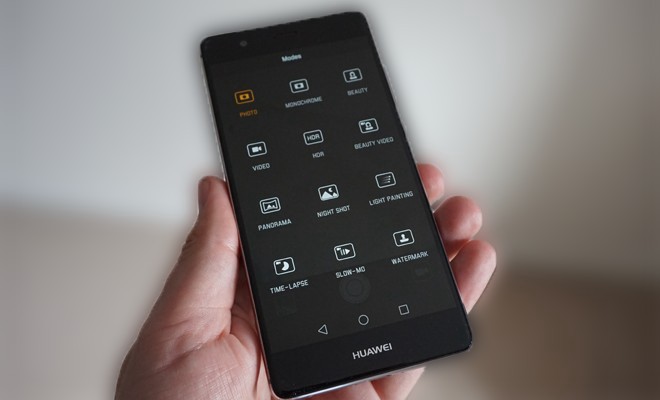 Modes
PHOTO
MONOCHROME
BEAUTY
VIDEO
HDR
HDR
BEAUTY VIDEO
PANORAMA
NIGHT SHOT
LIGHT PAINTING
TIME-LAPSE
SLOW-MO
WATERMARK
HUAWEI